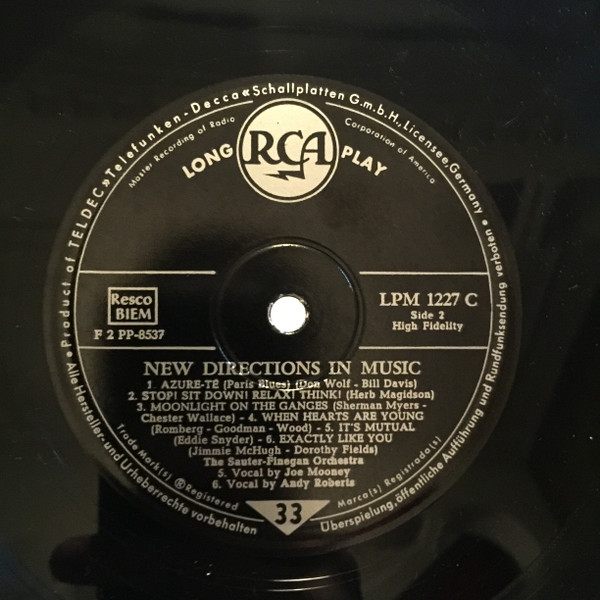 Product of TELDEC »Telefunken-Decca« Schallplatten G.m.b.H, Licensee, Germany
Master Recording of Radio Corporation of America
LONG RCA PLAY
Resco
BIEM
F 2 PP-8537
LPM 1227 C
Side 2
High Fidelity
NEW DIRECTIONS IN MUSIC
1. AZURE-TÉ (Paris Blues) (Don Wolf - Bill Davis)
2. STOP! SIT DOWN! RELAX! THINK! (Herb Magidson)
3. MOONLIGHT ON THE GANGES (Sherman Myers -
Chester Wallace) - 4. WHEN HEARTS ARE YOUNG
(Romberg - Goodman - Wood) - 5. IT'S MUTUAL
(Eddie Snyder) - 6. EXACTLY LIKE YOU
(Jimmie McHugh - Dorothy Fields)
The Sauter-Finegan Orchestra
5. Vocal by Joe Mooney
6. Vocal by Andy Roberts
Trade Mark(s) ® Registered
Marca(s) Registrada(s)
33
Alle Hersteller- und Urheberrechte vorbehalten
Überspielung, öffentliche Aufführung und Rundfunksendung verboten